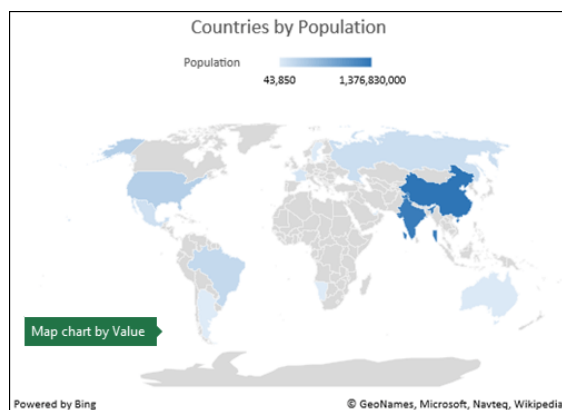 Countries by Population
Population
43,850 1,376,830,000
Map chart by Value
Powered by Bing
© GeoNames, Microsoft, Navteq, Wikipedia